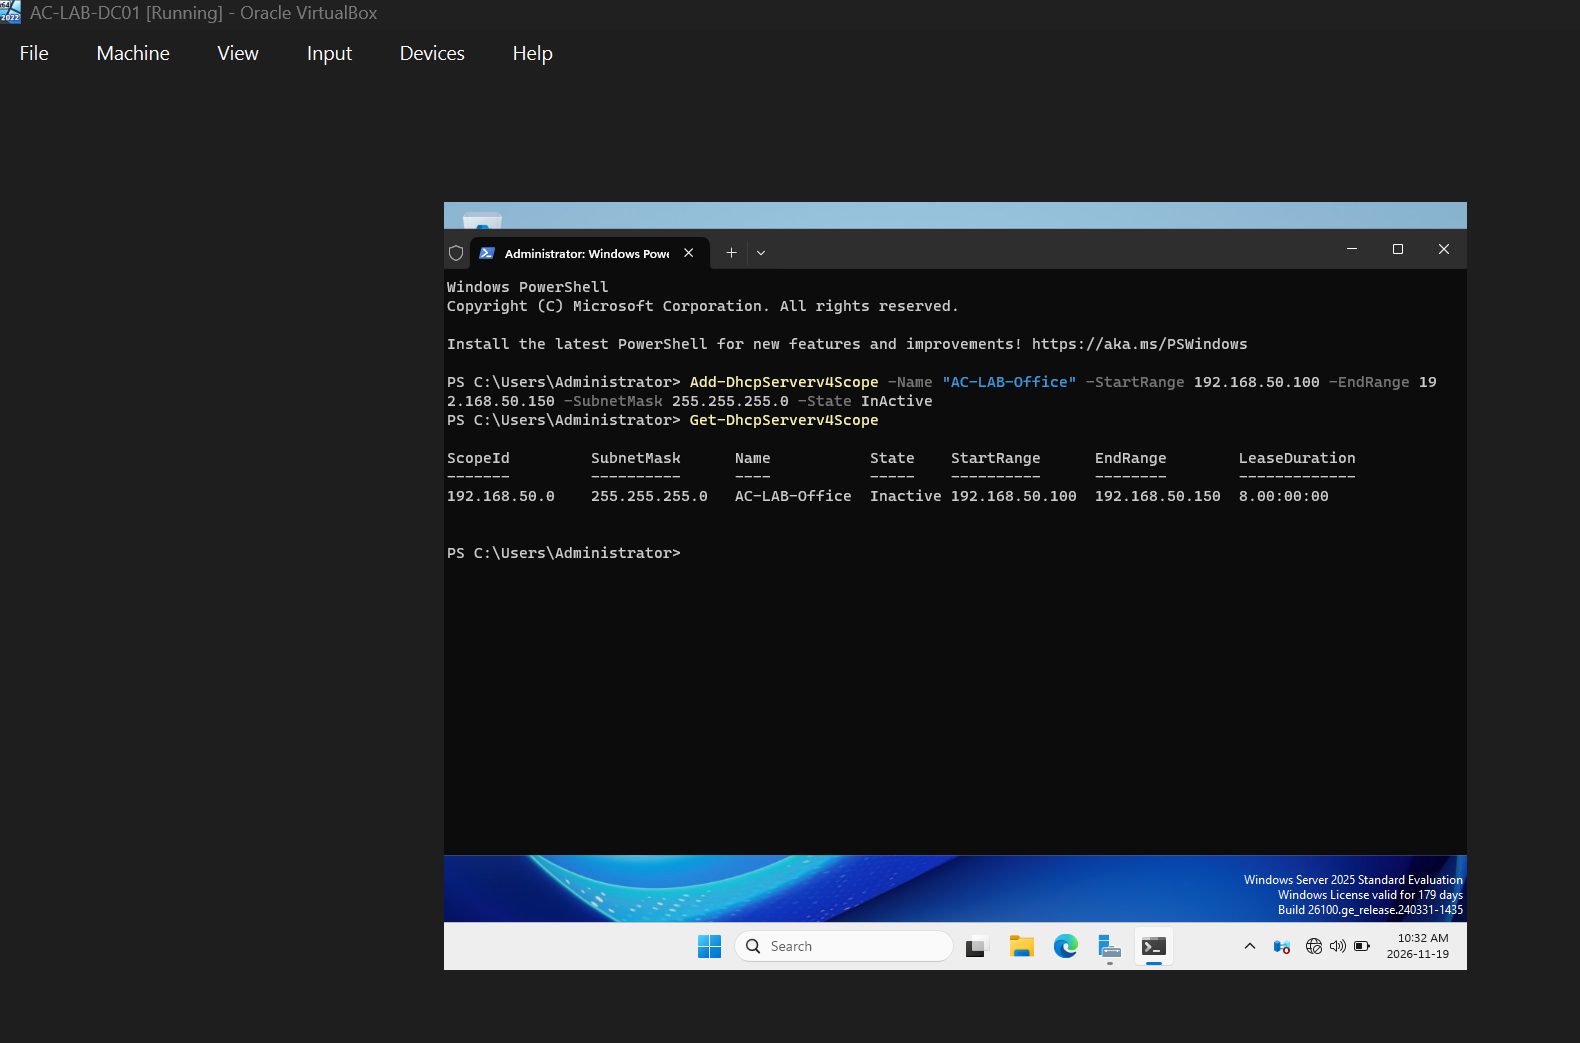 x64
2022
AC-LAB-DC01 [Running] - Oracle VirtualBox
File Machine View Input Devices Help
Administrator: Windows Powe
Windows PowerShell
Copyright (C) Microsoft Corporation. All rights reserved.
Install the latest PowerShell for new features and improvements! https://aka.ms/PSWindows
PS C:\Users\Administrator> Add-DhcpServerv4Scope -Name "AC-LAB-Office" -StartRange 192.168.50.100 -EndRange 19
2.168.50.150 -SubnetMask 255.255.255.0 -State InActive
PS C:\Users\Administrator> Get-DhcpServerv4Scope
ScopeId SubnetMask Name State StartRange EndRange LeaseDuration
------- ---------- ---- ----- ---------- -------- -------------
192.168.50.0 255.255.255.0 AC-LAB-Office Inactive 192.168.50.100 192.168.50.150 8.00:00:00
PS C:\Users\Administrator>
Windows Server 2025 Standard Evaluation
Windows License valid for 179 days
Build 26100.ge_release.240331-1435
Search
10:32 AM
2026-11-19